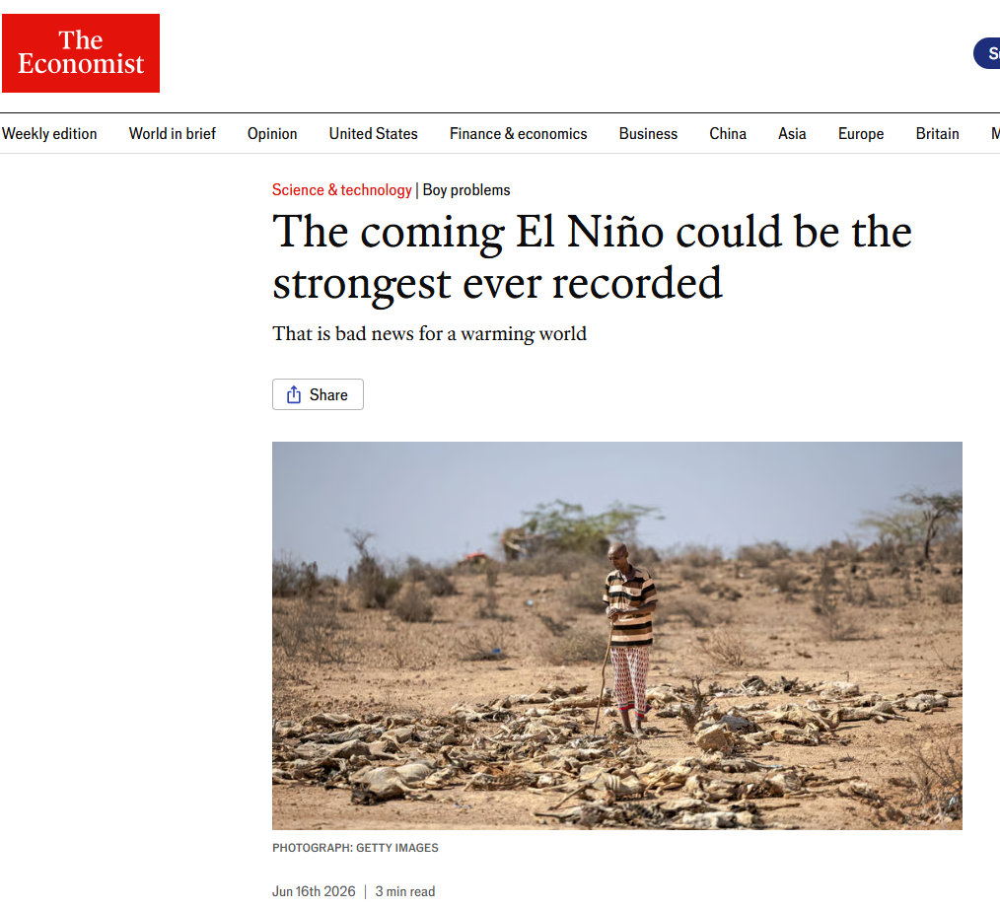 The
Economist
Weekly edition World in brief Opinion United States Finance & economics Business China Asia Europe Britain
Science & technology | Boy problems
The coming El Niño could be the
strongest ever recorded
That is bad news for a warming world
Share
PHOTOGRAPH: GETTY IMAGES
Jun 16th 2026 | 3 min read